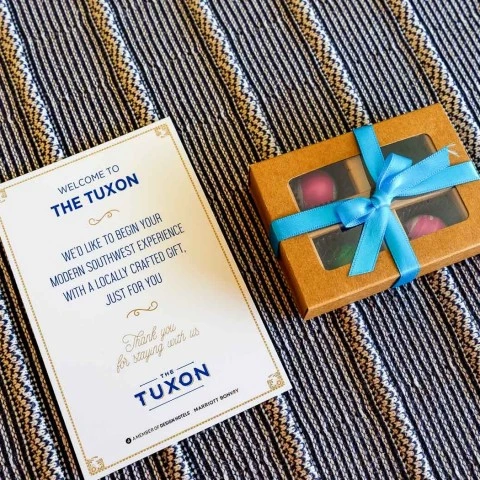 WELCOME TO
THE TUXON
WE'D LIKE TO BEGIN YOUR
MODERN SOUTHWEST EXPERIENCE
WITH A LOCALLY CRAFTED GIFT,
JUST FOR YOU
Thank you
for staying with us
THE
TUXON
A MEMBER OF DESIGN HOTELS MARRIOTT BONVOY